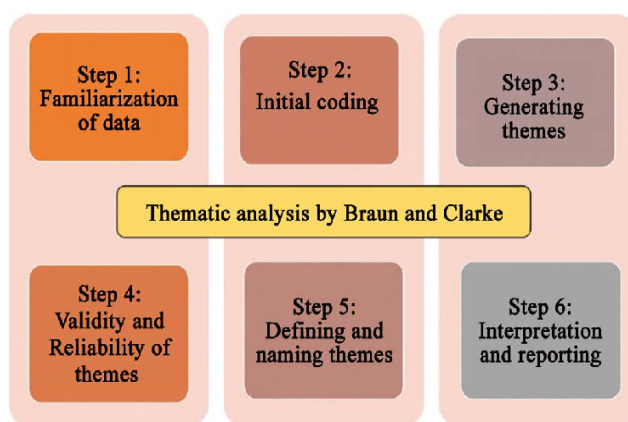 Step 1:
Familiarization
of data
Step 2:
Initial coding
Step 3:
Generating
themes
Thematic analysis by Braun and Clarke
Step 4:
Validity and
Reliability of
themes
Step 5:
Defining and
naming themes
Step 6:
Interpretation
and reporting